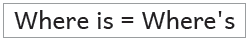 Where is = Where's